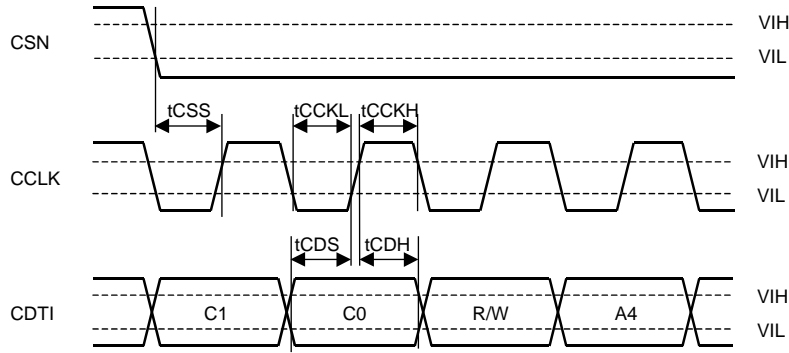 VIH
CSN
VIL
tCSS tCCKL tCCKH
VIH
CCLK
VIL
tCDS tCDH
VIH
CDTI C1 C0 R/W A4
VIL